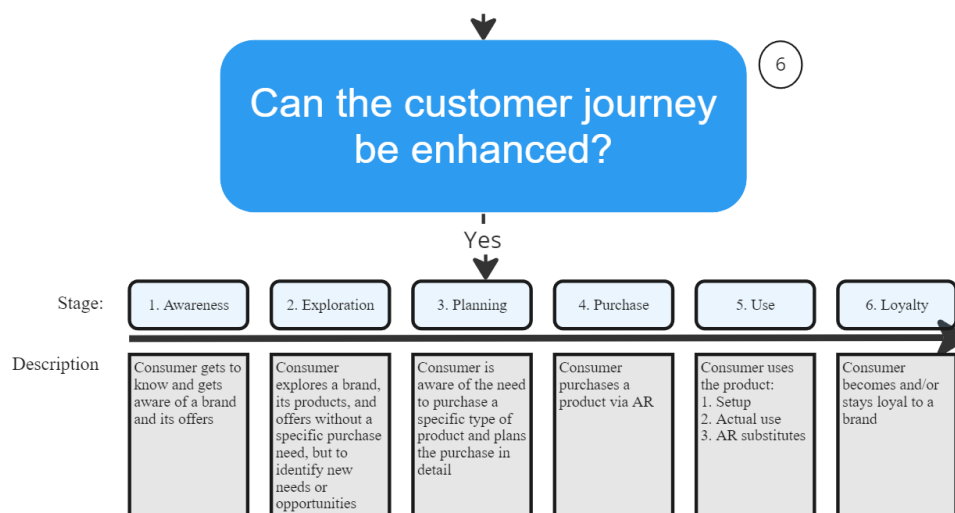 6
Can the customer journey
be enhanced?
Yes
Stage:
1. Awareness
2. Exploration
3. Planning
4. Purchase
5. Use
6. Loyalty
Description
Consumer gets to
know and gets
aware of a brand
and its offers
Consumer
explores a brand,
its products, and
offers without a
specific purchase
need, but to
identify new
needs or
opportunities
Consumer is
aware of the need
to purchase a
specific type of
product and plans
the purchase in
detail
Consumer
purchases a
product via AR
Consumer uses
the product:
1. Setup
2. Actual use
3. AR substitutes
Consumer
becomes and/or
stays loyal to a
brand